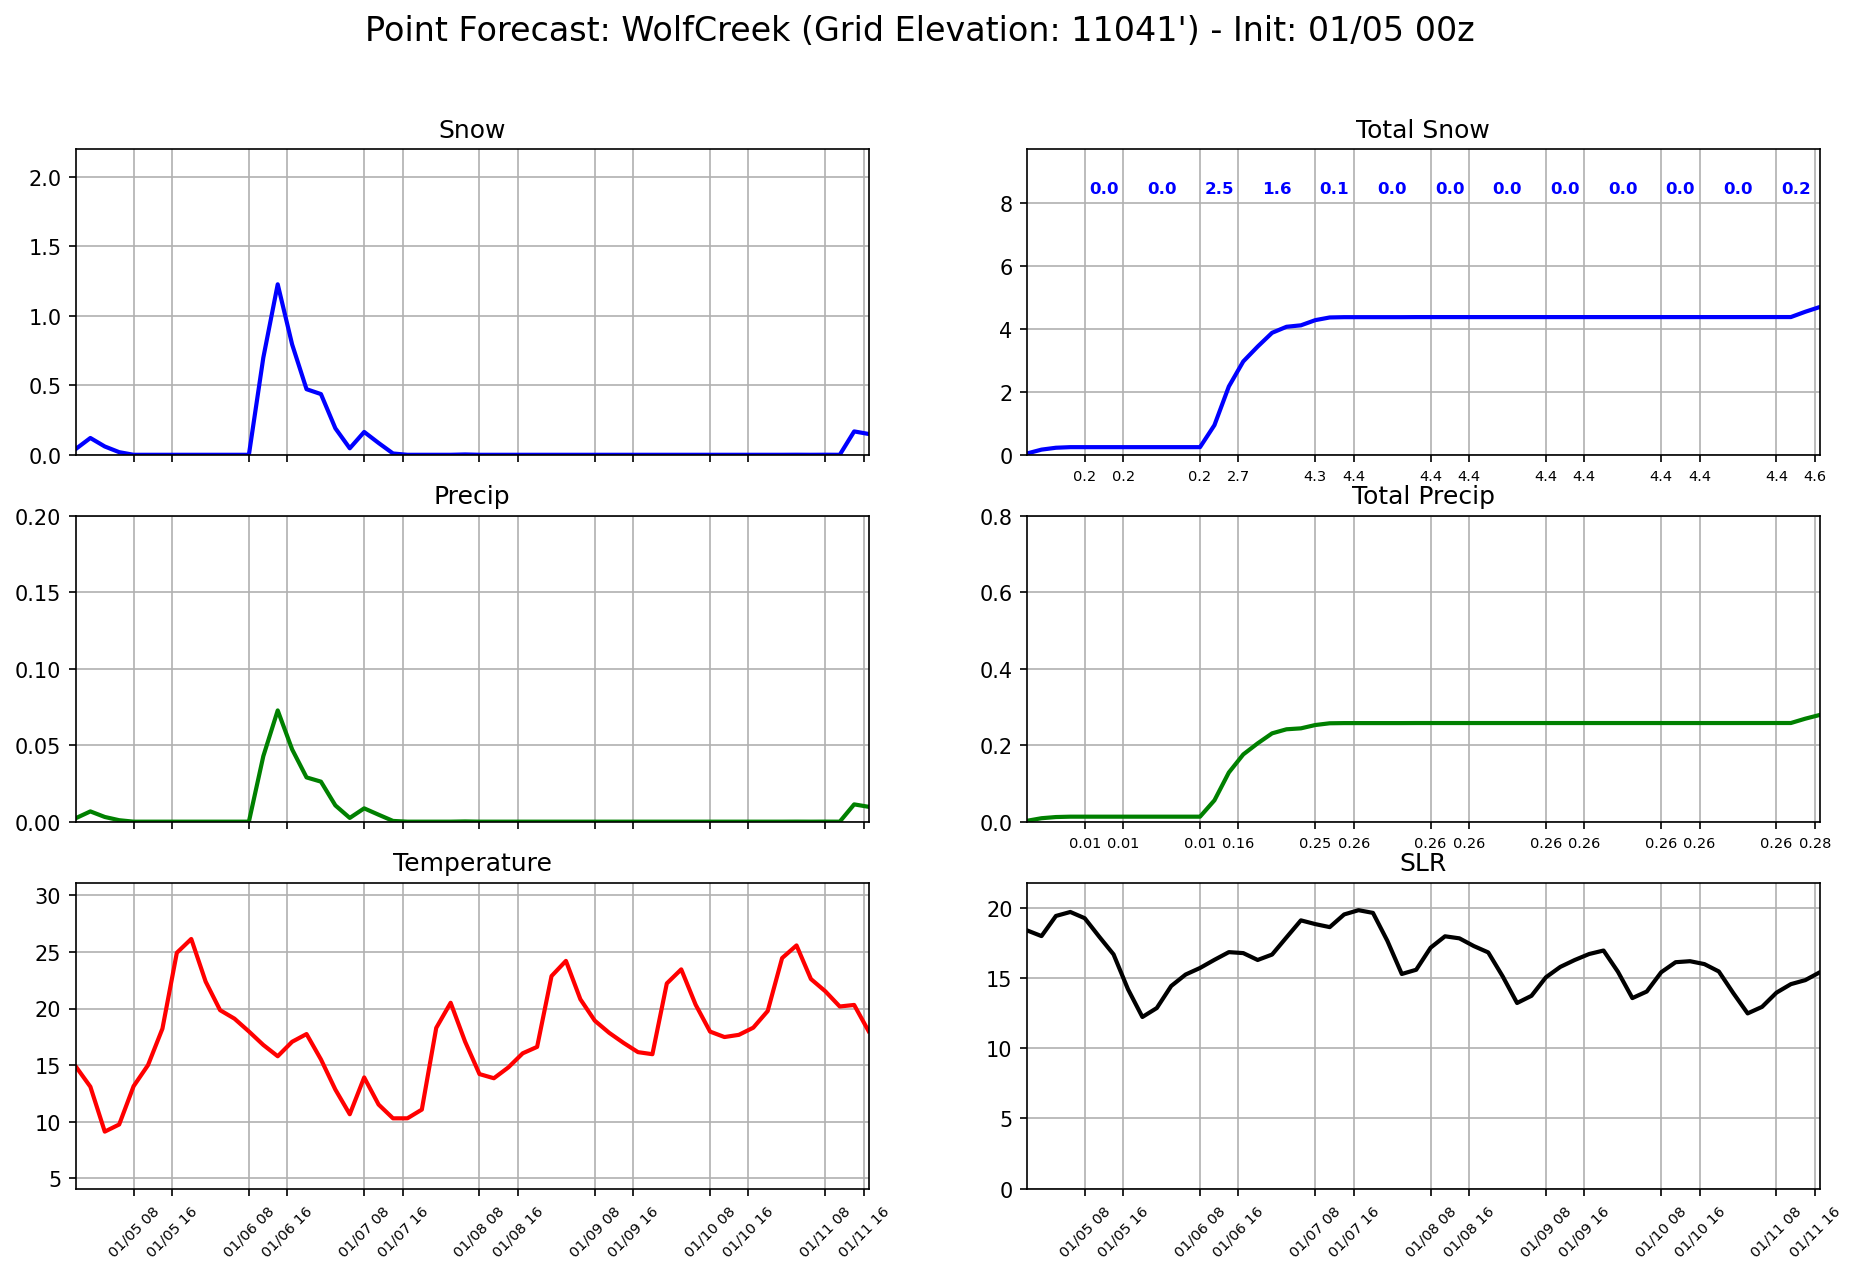 Point Forecast: WolfCreek (Grid Elevation: 11041') - Init: 01/05 00z
Snow
2.0
1.5
1.0
0.5
0.0
Total Snow
0.0 0.0 2.5 1.6 0.1 0.0 0.0 0.0 0.0 0.0 0.0 0.0 0.2
8
6
4
2
0
0.2 0.2 0.2 2.7 4.3 4.4 4.4 4.4 4.4 4.4 4.4 4.4 4.4 4.6
Precip
0.20
0.15
0.10
0.05
0.00
Total Precip
0.8
0.6
0.4
0.2
0.0
0.01 0.01 0.01 0.16 0.25 0.26 0.26 0.26 0.26 0.26 0.26 0.26 0.26 0.28
Temperature
30
25
20
15
10
5
01/05 08 01/05 16 01/06 08 01/06 16 01/07 08 01/07 16 01/08 08 01/08 16 01/09 08 01/09 16 01/10 08 01/10 16 01/11 08 01/11 16
SLR
20
15
10
5
0
01/05 08 01/05 16 01/06 08 01/06 16 01/07 08 01/07 16 01/08 08 01/08 16 01/09 08 01/09 16 01/10 08 01/10 16 01/11 08 01/11 16